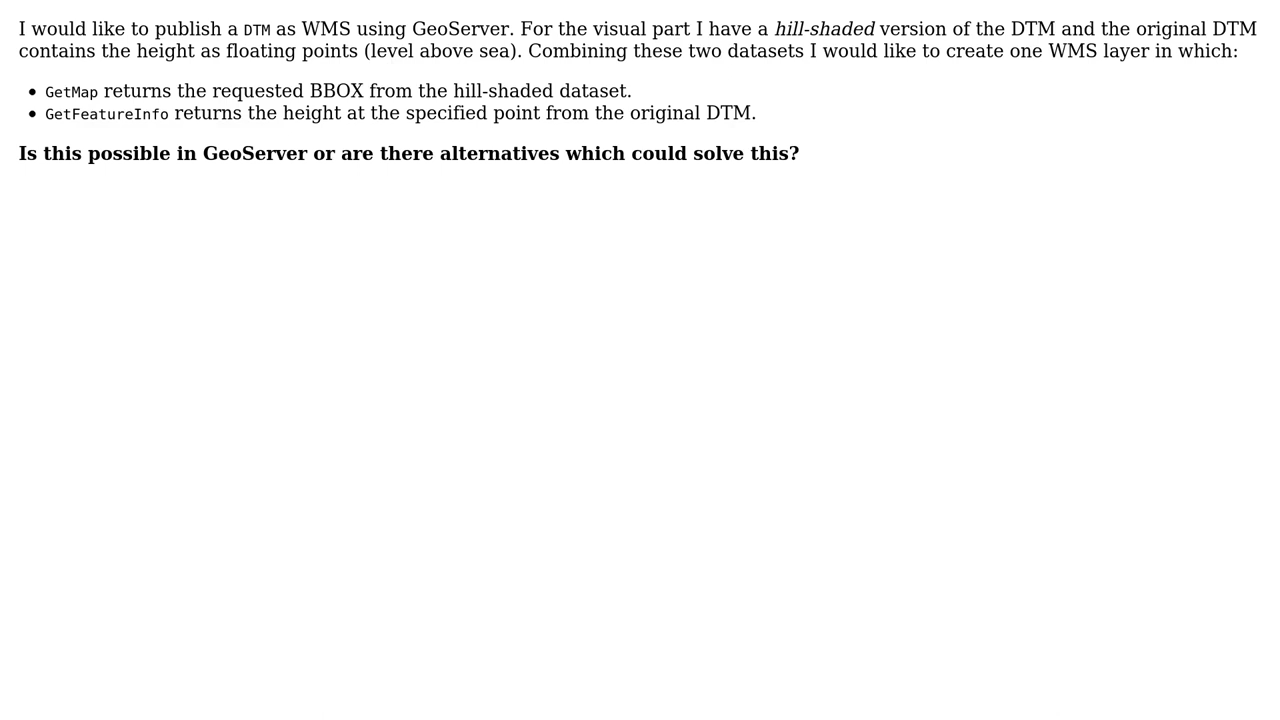 I would like to publish a DTM as WMS using GeoServer. For the visual part I have a hill-shaded version of the DTM and the original DTM
contains the height as floating points (level above sea). Combining these two datasets I would like to create one WMS layer in which:
• GetMap returns the requested BBOX from the hill-shaded dataset.
• GetFeatureInfo returns the height at the specified point from the original DTM.
Is this possible in GeoServer or are there alternatives which could solve this?